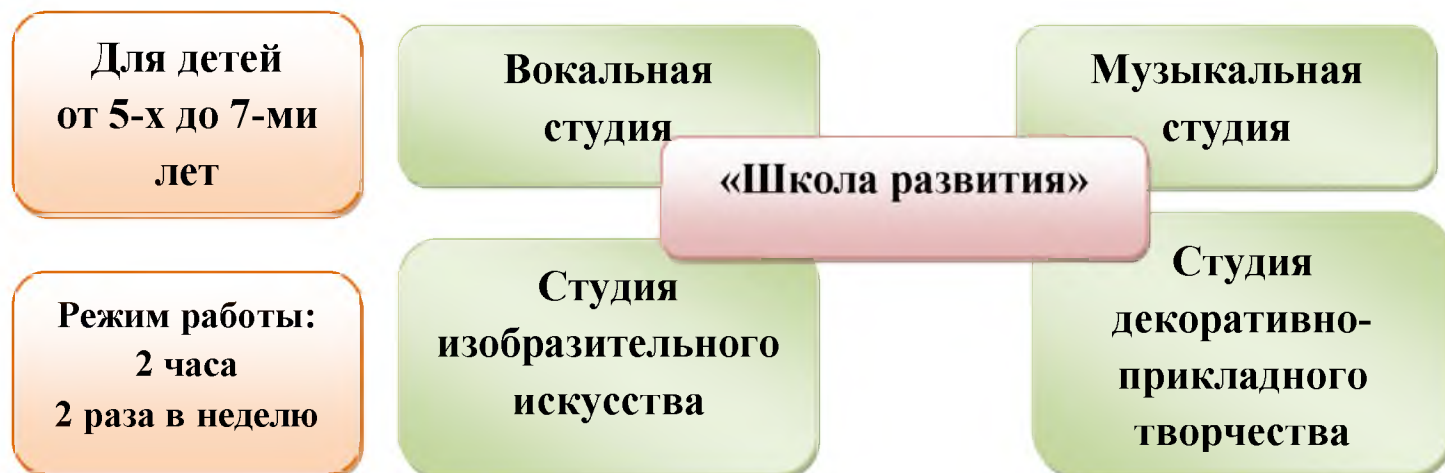 Для детей
от 5-х до 7-ми
лет
Вокальная
студия
Музыкальная
студия
«Школа развития»
Режим работы:
2 часа
2 раза в неделю
Студия
изобразительного
искусства
Студия
декоративно-
прикладного
творчества